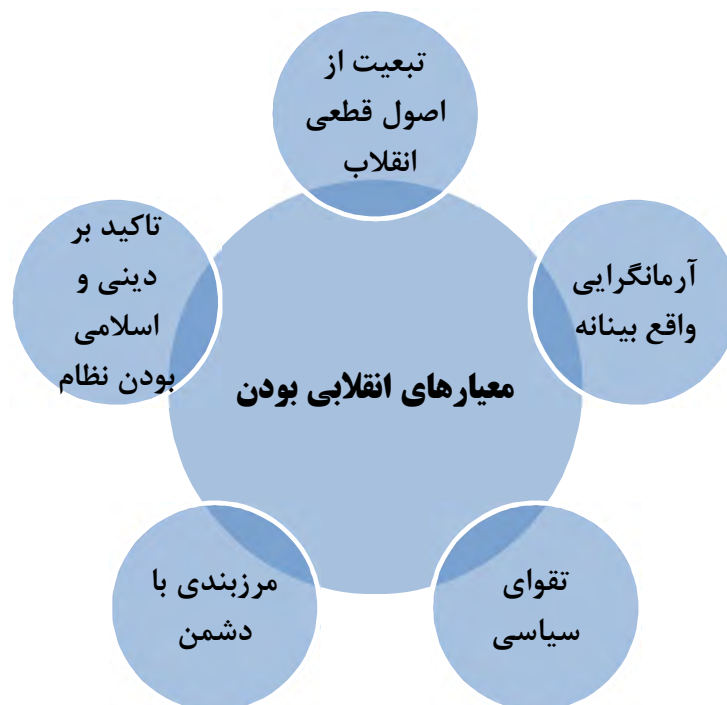 تبعیت از
اصول قطعی
انقلاب
آرمانگرایی
واقع بینانه
تاکید بر
دینی و
اسلامی
بودن نظام
معیارهای انقلابی بودن
تقوای
سیاسی
مرزبندی با
دشمن